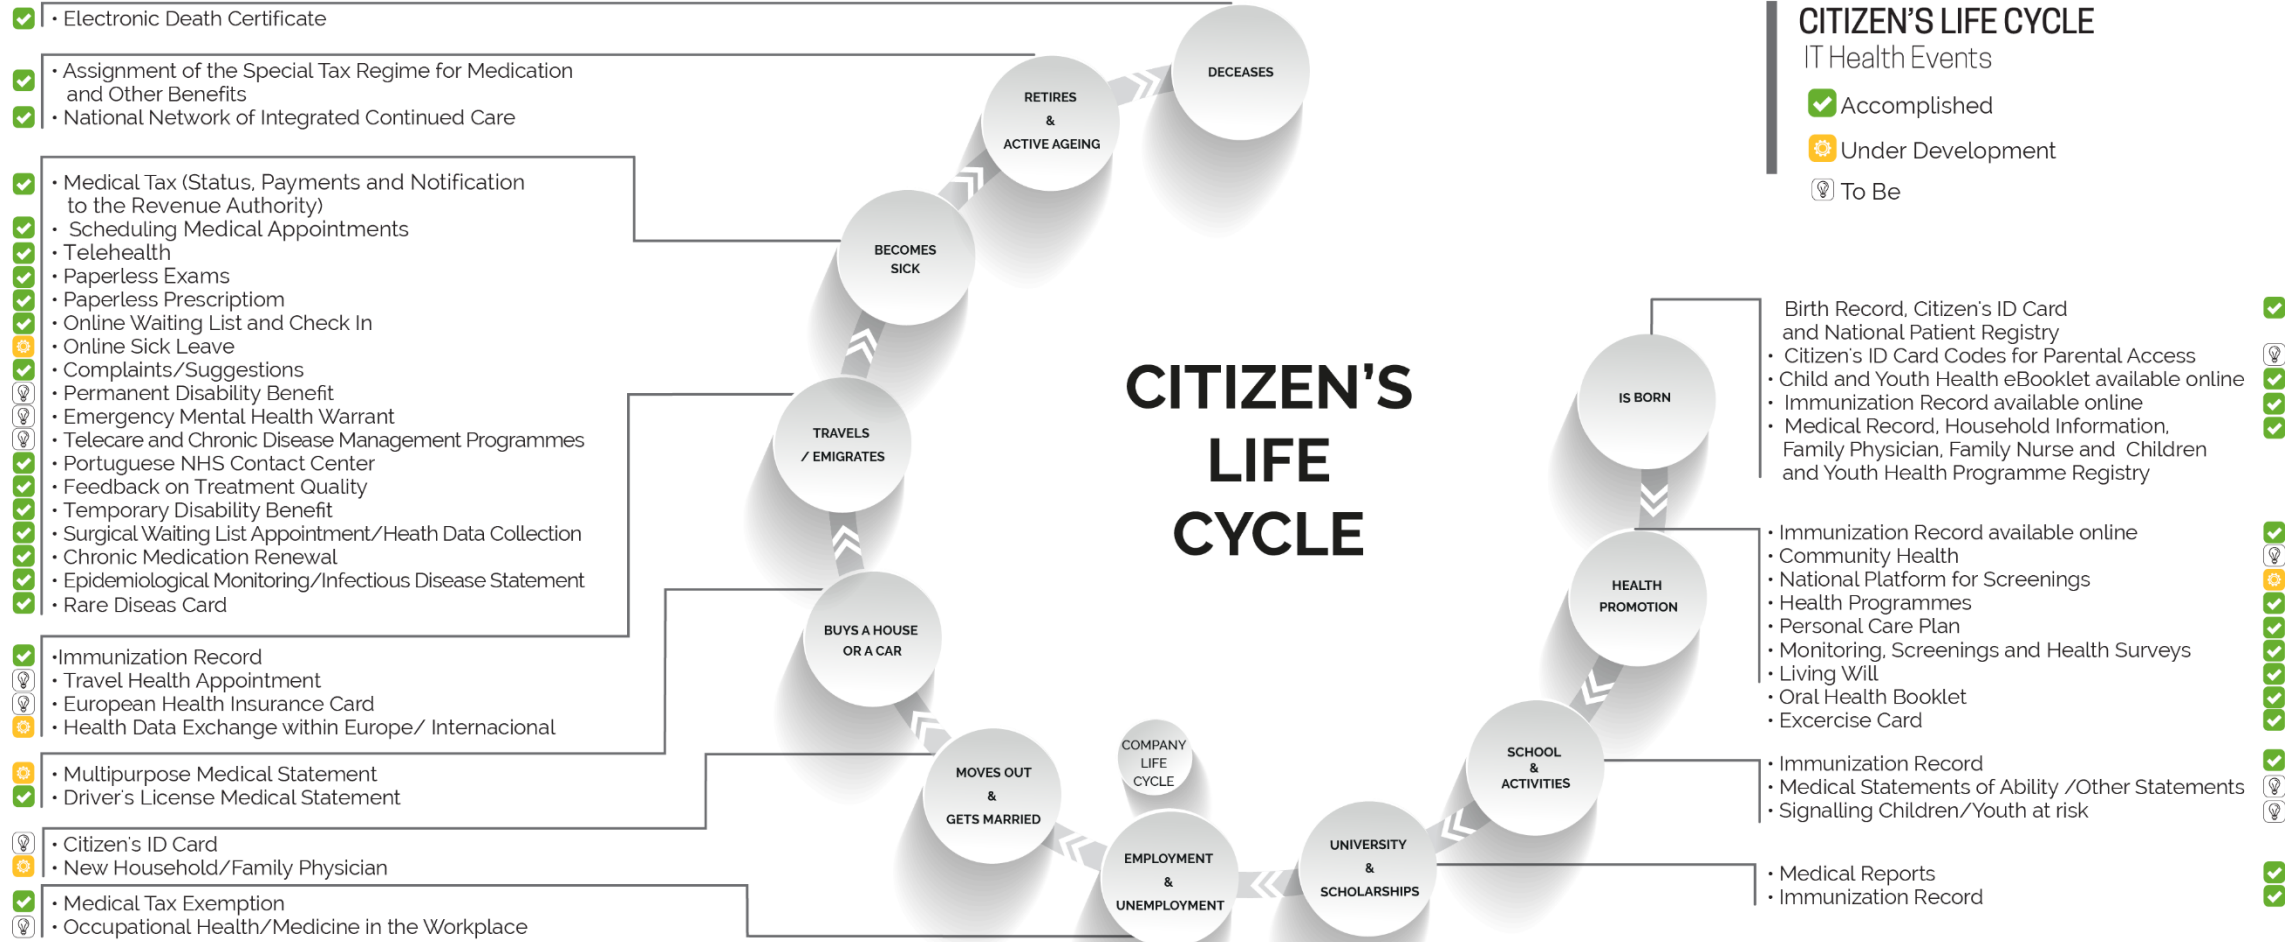 • Electronic Death Certificate
• Assignment of the Special Tax Regime for Medication
and Other Benefits
• National Network of Integrated Continued Care
• Medical Tax (Status, Payments and Notification
to the Revenue Authority)
• Scheduling Medical Appointments
• Telehealth
• Paperless Exams
• Paperless Prescriptiom
• Online Waiting List and Check In
• Online Sick Leave
• Complaints/Suggestions
• Permanent Disability Benefit
• Emergency Mental Health Warrant
• Telecare and Chronic Disease Management Programmes
• Portuguese NHS Contact Center
• Feedback on Treatment Quality
• Temporary Disability Benefit
• Surgical Waiting List Appointment/Heath Data Collection
• Chronic Medication Renewal
• Epidemiological Monitoring/Infectious Disease Statement
• Rare Diseas Card
•Immunization Record
• Travel Health Appointment
• European Health Insurance Card
• Health Data Exchange within Europe/ Internacional
• Multipurpose Medical Statement
• Driver's License Medical Statement
• Citizen's ID Card
• New Household/Family Physician
• Medical Tax Exemption
• Occupational Health/Medicine in the Workplace
DECEASES
RETIRES
&
ACTIVE AGEING
BECOMES
SICK
TRAVELS
/ EMIGRATES
BUYS A HOUSE
OR A CAR
MOVES OUT
&
GETS MARRIED
COMPANY
LIFE
CYCLE
EMPLOYMENT
&
UNEMPLOYMENT
UNIVERSITY
&
SCHOLARSHIPS
SCHOOL
&
ACTIVITIES
HEALTH
PROMOTION
IS BORN
CITIZEN'S
LIFE
CYCLE
CITIZEN'S LIFE CYCLE
IT Health Events
Accomplished
Under Development
To Be
Birth Record, Citizen's ID Card
and National Patient Registry
• Citizen's ID Card Codes for Parental Access
• Child and Youth Health eBooklet available online
• Immunization Record available online
• Medical Record, Household Information,
Family Physician, Family Nurse and Children
and Youth Health Programme Registry
• Immunization Record available online
• Community Health
• National Platform for Screenings
• Health Programmes
• Personal Care Plan
• Monitoring, Screenings and Health Surveys
• Living Will
• Oral Health Booklet
• Excercise Card
• Immunization Record
• Medical Statements of Ability /Other Statements
• Signalling Children/Youth at risk
• Medical Reports
• Immunization Record